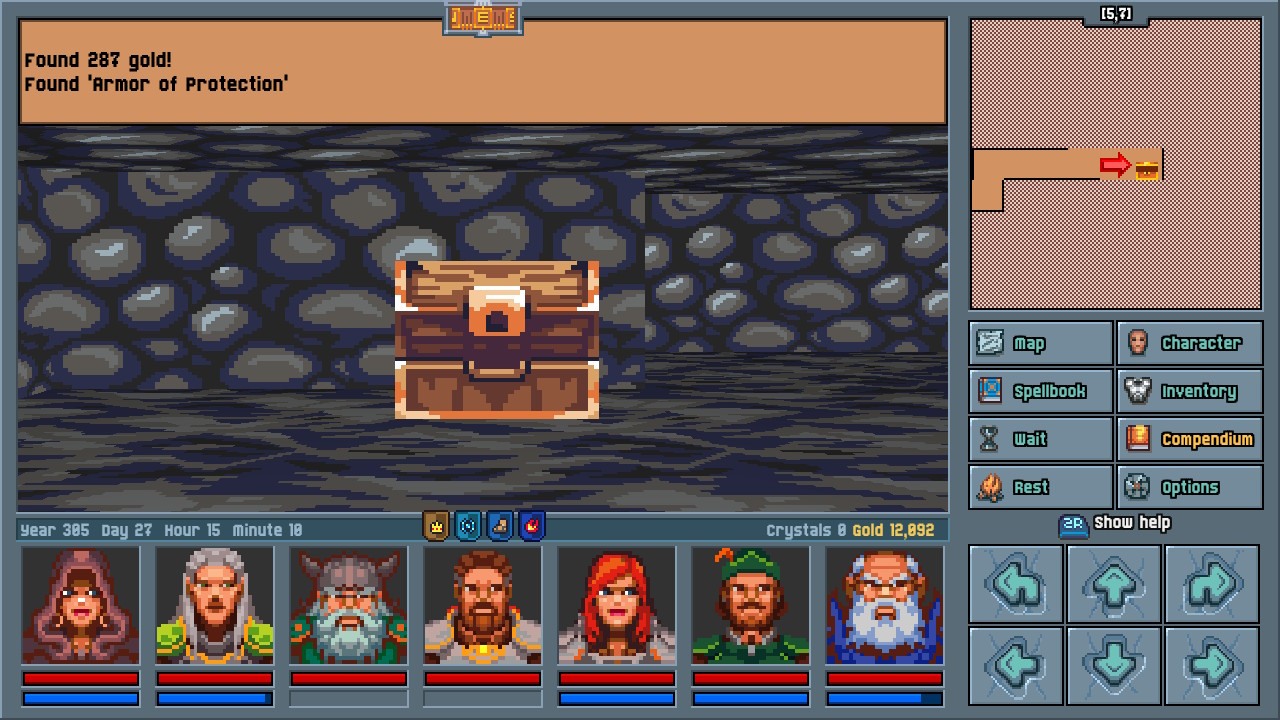 [5,7]
Found 287 gold!
Found 'Armor of Protection'
Map
Character
Spellbook
Inventory
Wait
Compendium
Rest
Options
Year 305 Day 27 Hour 15 Minute 10
Crystals 0 Gold 12,092
Show help